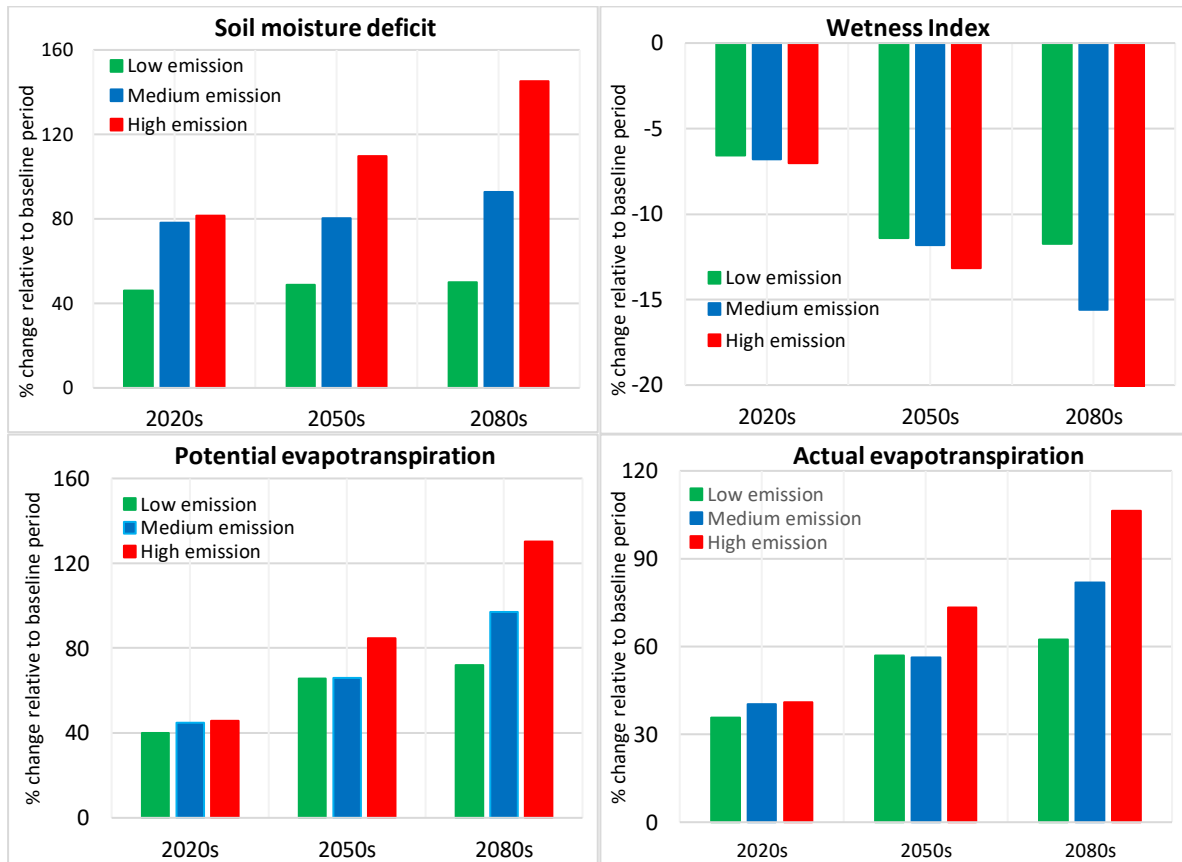 Soil moisture deficit
% change relative to baseline period
160
120
80
40
0
Low emission
Medium emission
High emission
2020s
2050s
2080s
Wetness Index
% change relative to baseline period
0
-5
-10
-15
-20
Low emission
Medium emission
High emission
2020s
2050s
2080s
Potential evapotranspiration
% change relative to baseline period
160
120
80
40
0
Low emission
Medium emission
High emission
2020s
2050s
2080s
Actual evapotranspiration
% change relative to baseline period
120
90
60
30
0
Low emission
Medium emission
High emission
2020s
2050s
2080s